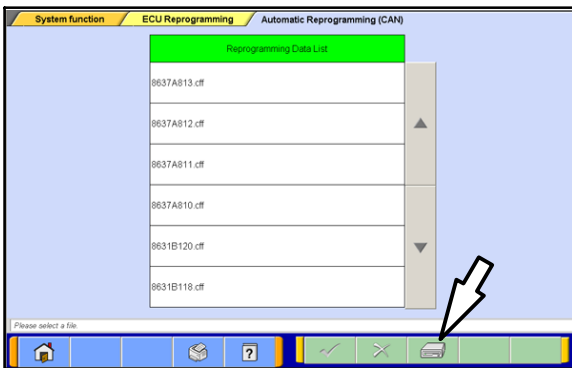 System function ECU Reprogramming Automatic Reprogramming (CAN)
Reprogramming Data List
8637A813.cff
8637A812.cff
8637A811.cff
8637A810.cff
8631B120.cff
8631B118.cff
Please select a file.
?